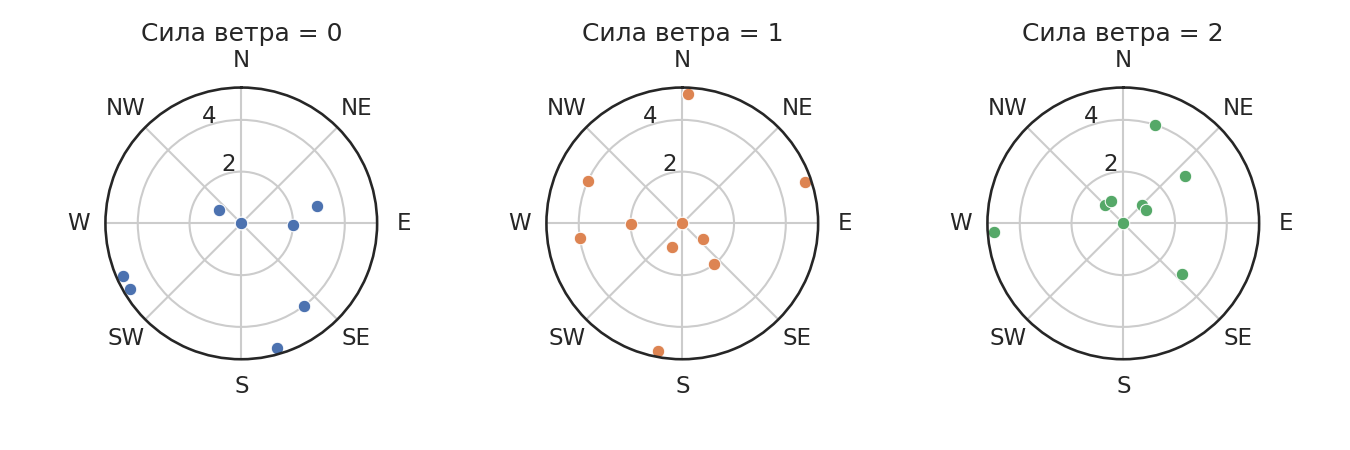 Сила ветра = 0
N
NW
NE
4
2
W
E
SW
SE
S
Сила ветра = 1
N
NW
NE
4
2
W
E
SW
SE
S
Сила ветра = 2
N
NW
NE
4
2
W
E
SW
SE
S